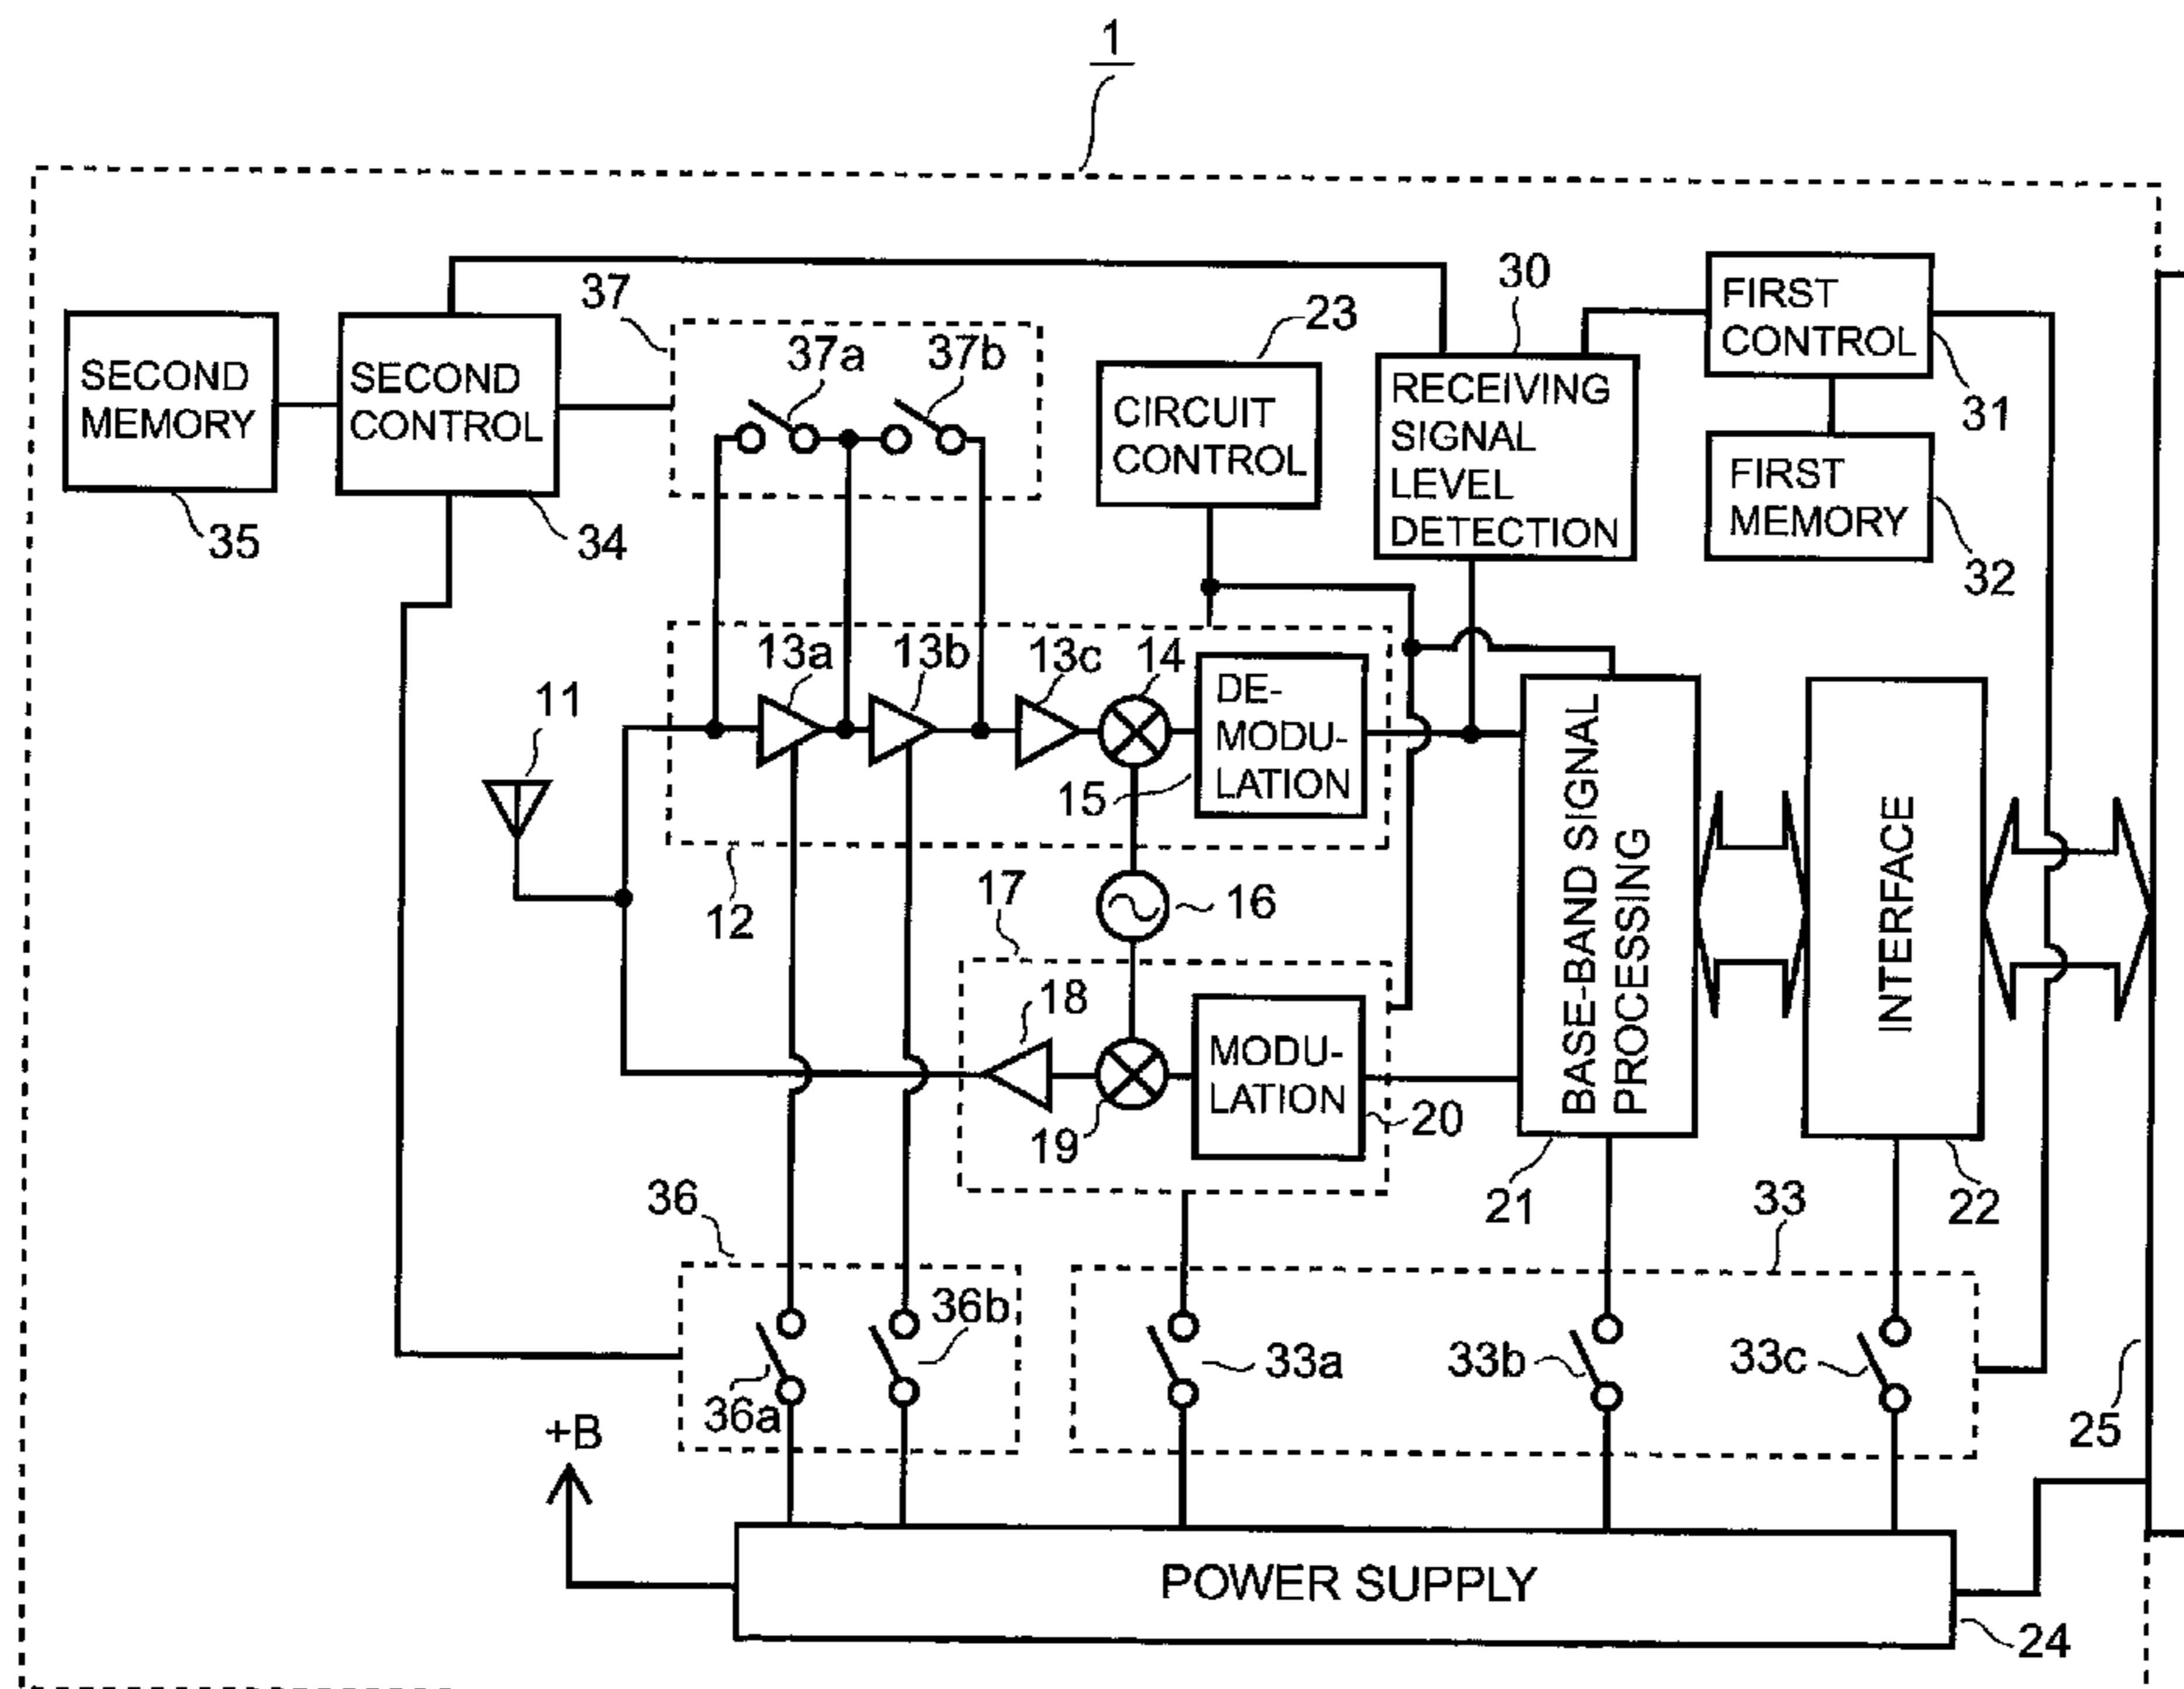 1
37
37a
37b
23
30
FIRST
CONTROL
31
SECOND
MEMORY
35
SECOND
CONTROL
34
CIRCUIT
CONTROL
RECEIVING
SIGNAL
LEVEL
DETECTION
FIRST
MEMORY
32
11
13a
13b
13c
14
DE-
MODU-
LATION
15
12
16
17
18
19
MODU-
LATION
20
BASE-BAND SIGNAL
PROCESSING
21
INTERFACE
22
33
36
36a
36b
33a
33b
33c
25
+B
POWER SUPPLY
24